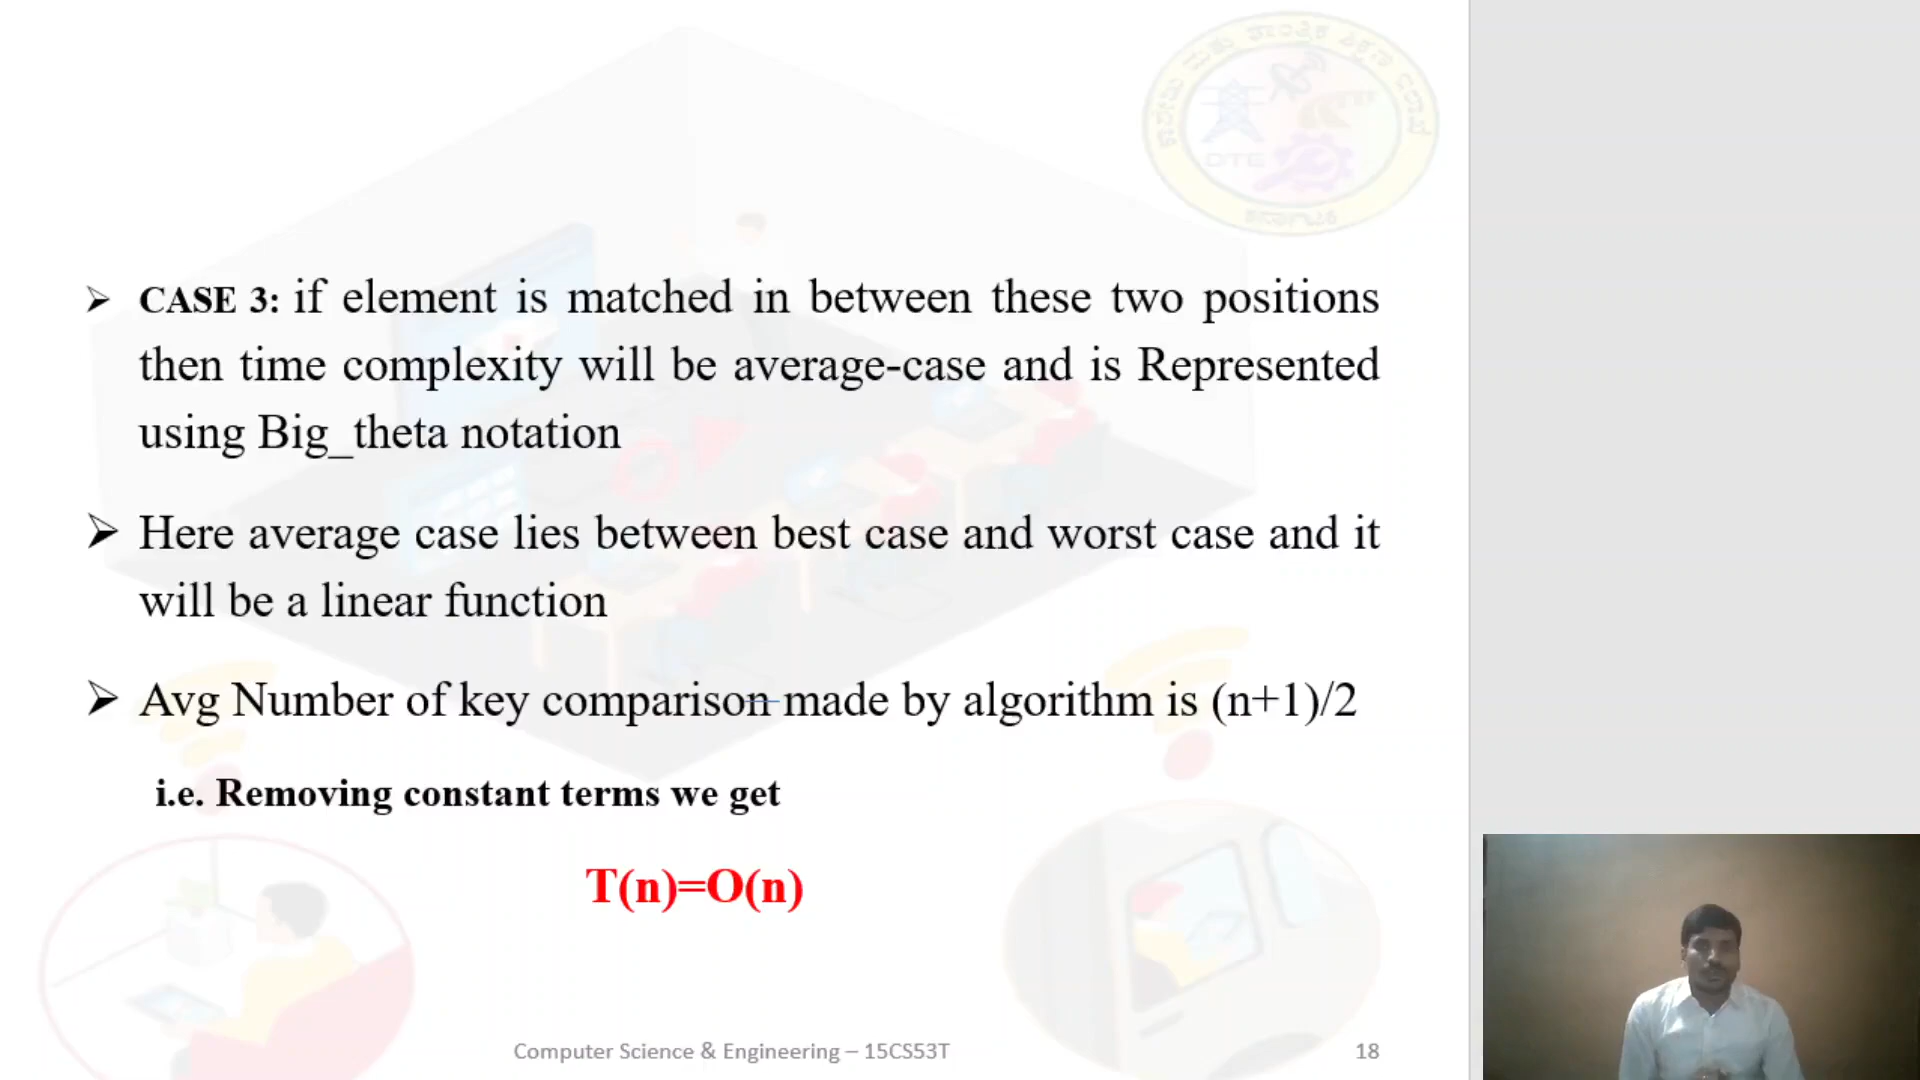 ➢ CASE 3: if element is matched in between these two positions
then time complexity will be average-case and is Represented
using Big_theta notation
➢ Here average case lies between best case and worst case and it
will be a linear function
➢ Avg Number of key comparison made by algorithm is (n+1)/2
i.e. Removing constant terms we get
T(n)=O(n)
Computer Science & Engineering – 15CS53T
18
DTE
ಕರ್ನಾಟಕ